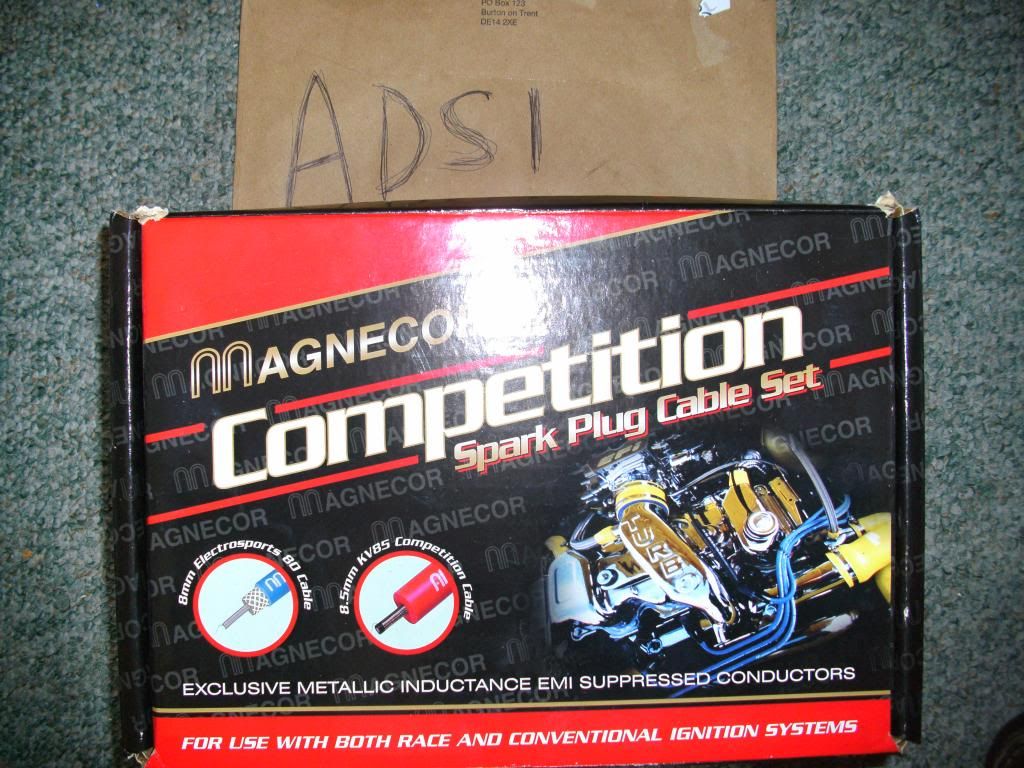 PO Box 123
Burton on Trent
DE14 2XE
ADSI
MAGNECOR
Competition
Spark Plug Cable Set
8mm Electrosports 80 Cable
8.5mm KV85 Competition Cable
EXCLUSIVE METALLIC INDUCTANCE EMI SUPPRESSED CONDUCTORS
FOR USE WITH BOTH RACE AND CONVENTIONAL IGNITION SYSTEMS